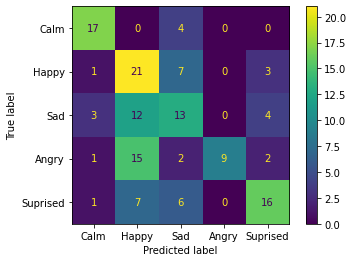 Calm 17 0 4 0 0 20.0
Happy 1 21 7 0 3 17.5
15.0
Sad 3 12 13 0 4 12.5
10.0
Angry 1 15 2 9 2 7.5
5.0
Suprised 1 7 6 0 16 2.5
0.0
Calm Happy Sad Angry Suprised
True label
Predicted label